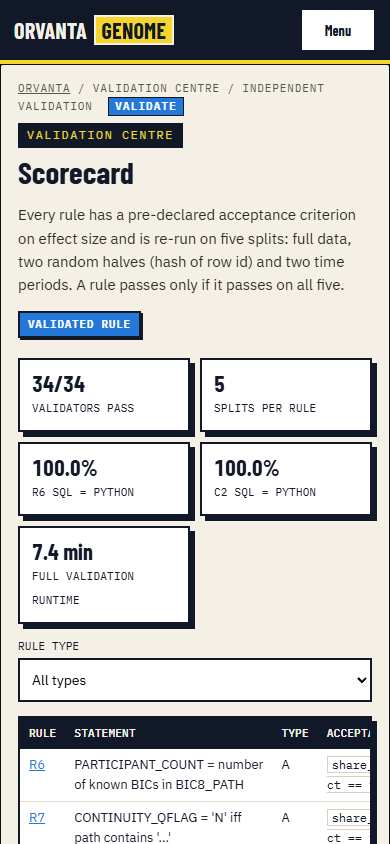 ORVANTA GENOME Menu
ORVANTA / VALIDATION CENTRE / INDEPENDENT
VALIDATION VALIDATE
VALIDATION CENTRE
Scorecard
Every rule has a pre-declared acceptance criterion
on effect size and is re-run on five splits: full data,
two random halves (hash of row id) and two time
periods. A rule passes only if it passes on all five.
VALIDATED RULE
34/34
VALIDATORS PASS
5
SPLITS PER RULE
100.0%
R6 SQL = PYTHON
100.0%
C2 SQL = PYTHON
7.4 min
FULL VALIDATION
RUNTIME
RULE TYPE
All types
RULE STATEMENT TYPE ACCEPTA
R6 PARTICIPANT_COUNT = number A share_
of known BICs in BIC8_PATH ct ==
R7 CONTINUITY_QFLAG = 'N' iff A share_
path contains '...' ct ==